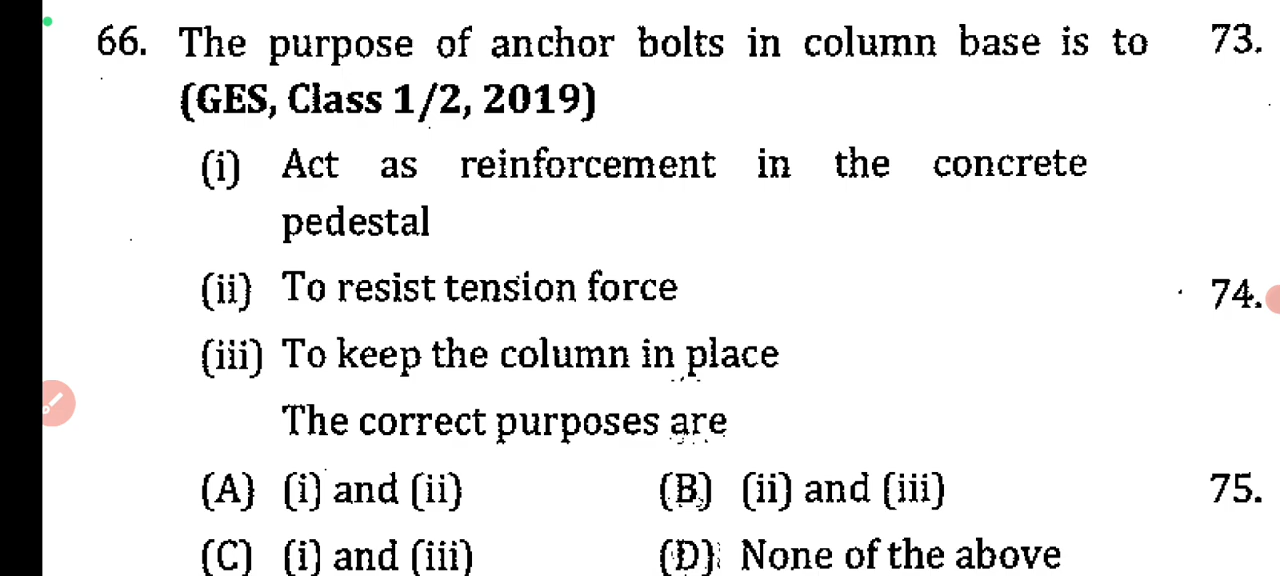 66. The purpose of anchor bolts in column base is to 73.
(GES, Class 1/2, 2019)
(i) Act as reinforcement in the concrete
pedestal
(ii) To resist tension force 74.
(iii) To keep the column in place
The correct purposes are
(A) (i) and (ii) (B) (ii) and (iii) 75.
(C) (i) and (iii) (D) None of the above